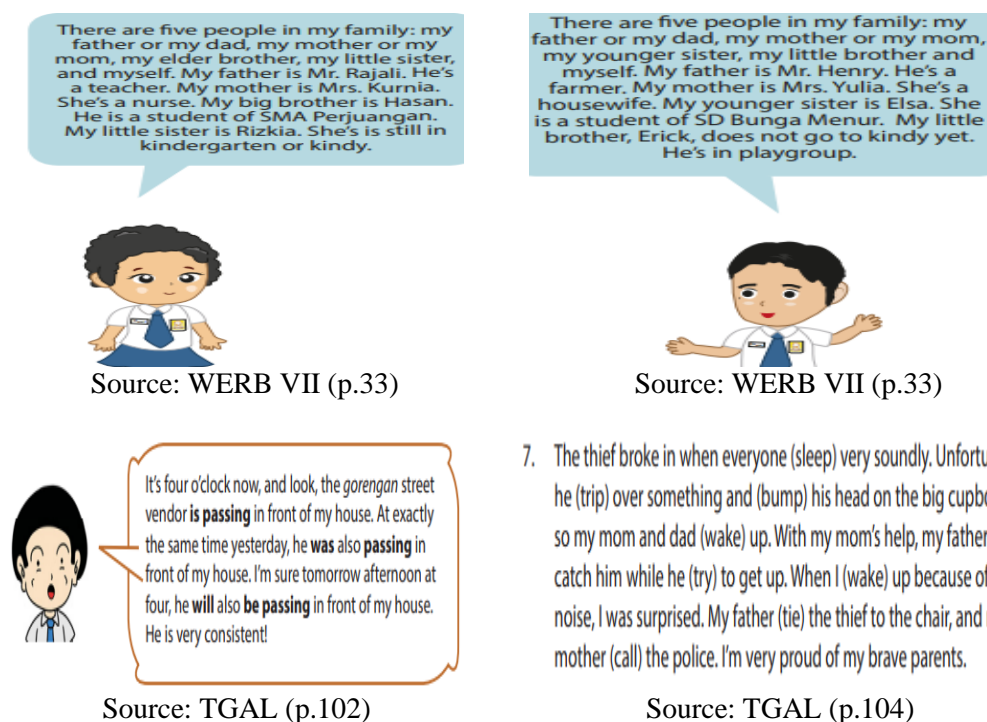 There are five people in my family: my
father or my dad, my mother or my
mom, my elder brother, my little sister,
and myself. My father is Mr. Rajali. He's
a teacher. My mother is Mrs. Kurnia.
She's a nurse. My big brother is Hasan.
He is a student of SMA Perjuangan.
My little sister is Rizkia. She's is still in
kindergarten or kindy.
Source: WERB VII (p.33)
There are five people in my family: my
father or my dad, my mother or my mom,
my younger sister, my little brother and
myself. My father is Mr. Henry. He's a
farmer. My mother is Mrs. Yulia. She's a
housewife. My younger sister is Elsa. She
is a student of SD Bunga Menur. My little
brother, Erick, does not go to kindy yet.
He's in playgroup.
Source: WERB VII (p.33)
It's four o'clock now, and look, the gorengan street
vendor is passing in front of my house. At exactly
the same time yesterday, he was also passing in
front of my house. I'm sure tomorrow afternoon at
four, he will also be passing in front of my house.
He is very consistent!
Source: TGAL (p.102)
7. The thief broke in when everyone (sleep) very soundly.
he (trip) over something and (bump) his head on the big
so my mom and dad (wake) up. With my mom's help, my father
catch him while he (try) to get up. When I (wake) up because of
noise, I was surprised. My father (tie) the thief to the chair, and
mother (call) the police. I'm very proud of my brave parents.
Source: TGAL (p.104)